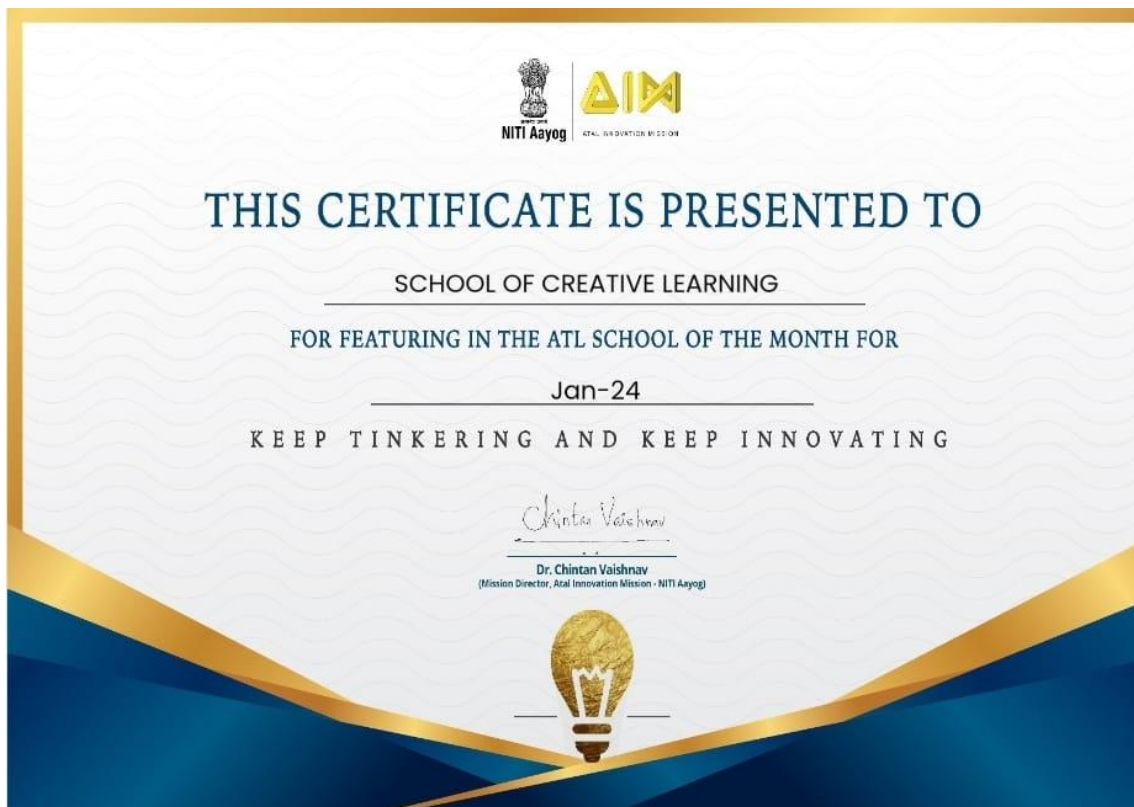 NITI Aayog
AIM
ATAL INNOVATION MISSION
THIS CERTIFICATE IS PRESENTED TO
SCHOOL OF CREATIVE LEARNING
FOR FEATURING IN THE ATL SCHOOL OF THE MONTH FOR
Jan-24
KEEP TINKERING AND KEEP INNOVATING
Chintan Vaishnav
Dr. Chintan Vaishnav
(Mission Director, Atal Innovation Mission - NITI Aayog)